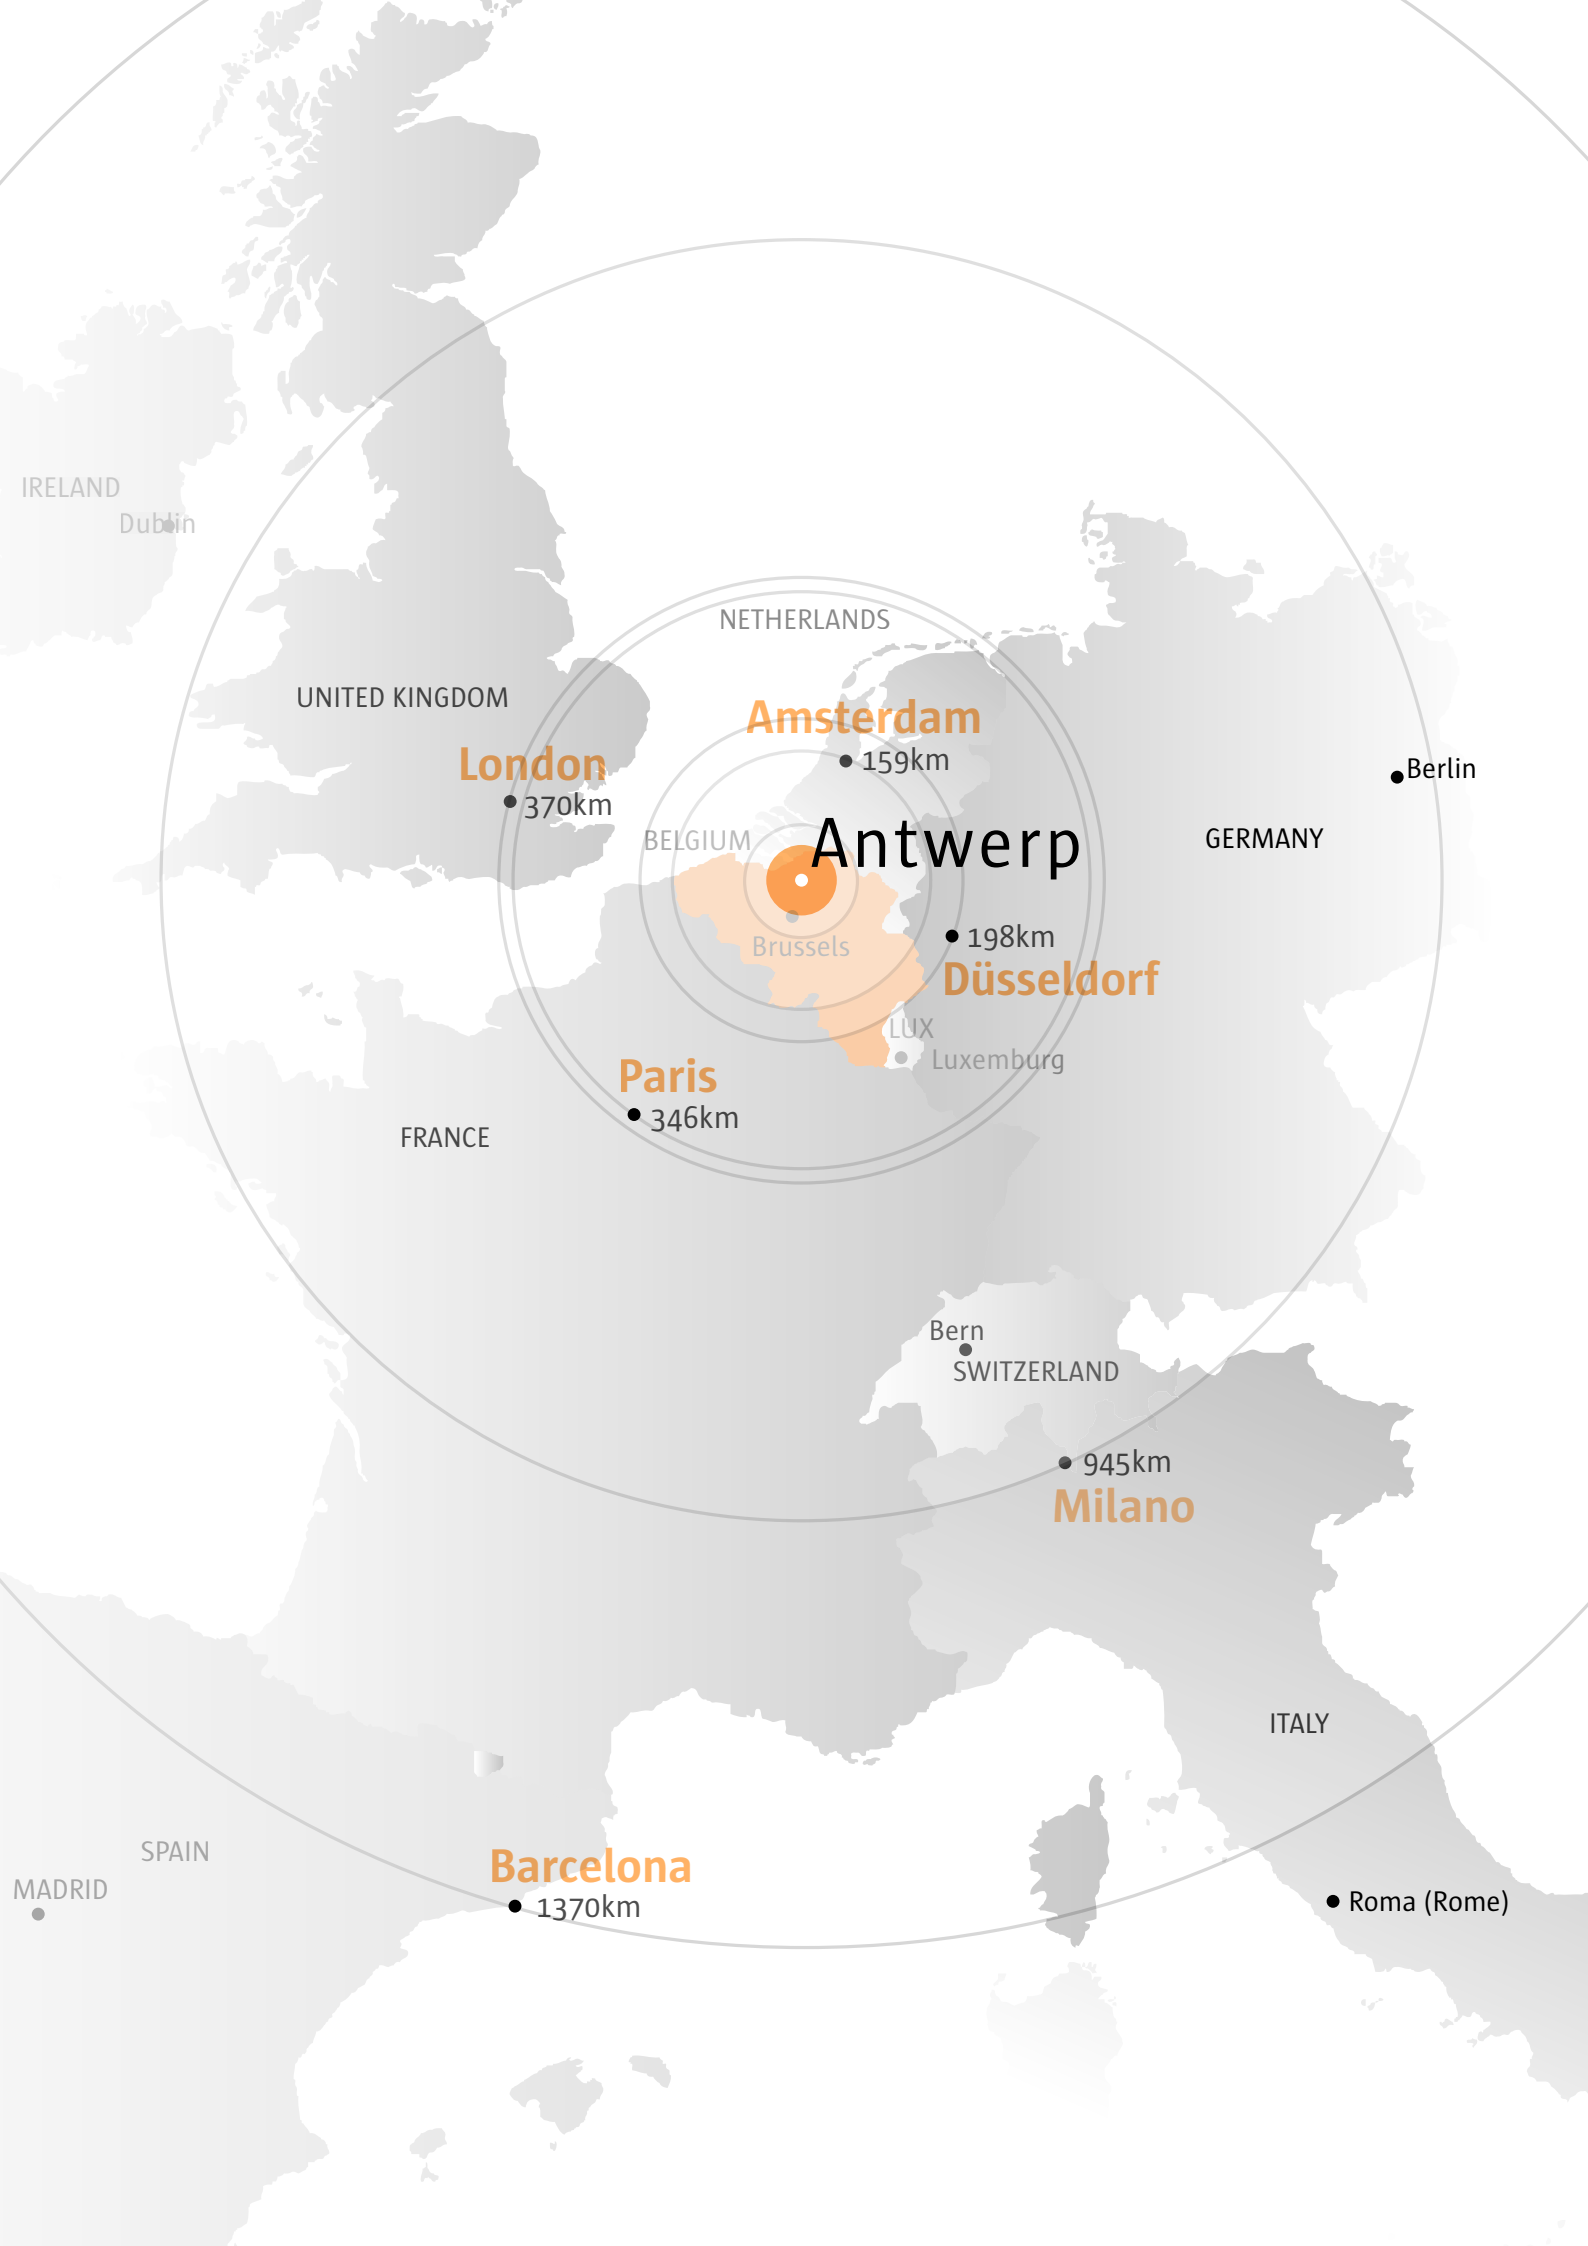 IRELAND
Dublin
NETHERLANDS
UNITED KINGDOM
Amsterdam
London
159km
Berlin
370km
BELGIUM
Antwerp
GERMANY
Brussels
198km
Düsseldorf
LUX
Luxemburg
Paris
346km
FRANCE
Bern
SWITZERLAND
945km
Milano
ITALY
SPAIN
Barcelona
MADRID
1370km
Roma (Rome)